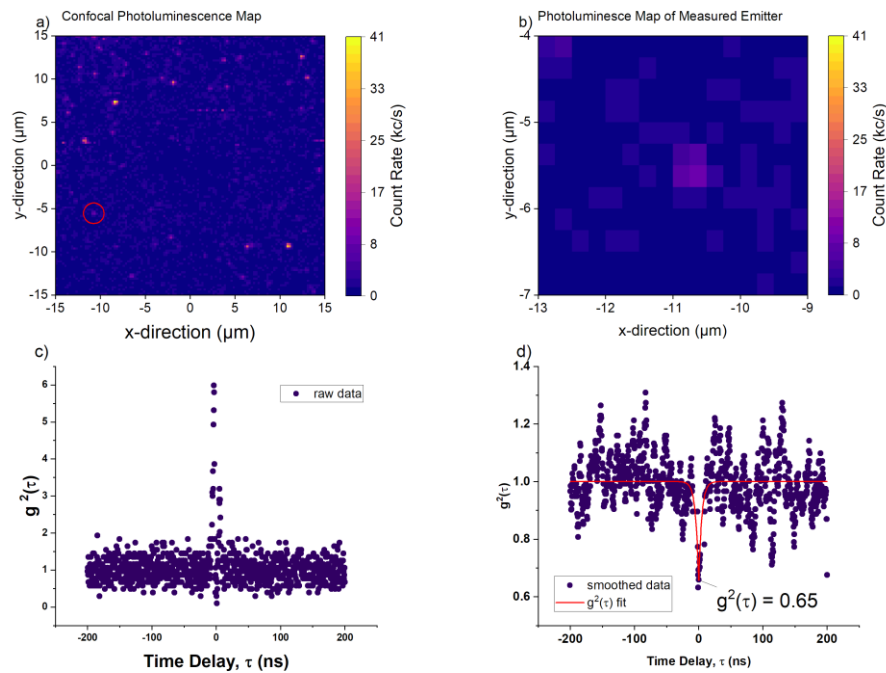 a) Confocal Photoluminescence Map
15
10
5
0
-5
-10
-15
-15 -10 -5 0 5 10 15
y-direction (µm)
x-direction (µm)
41
33
25
17
8
0
Count Rate (kc/s)
b) Photoluminesce Map of Measured Emitter
-4
-5
-6
-7
-13 -12 -11 -10 -9
y-direction (µm)
x-direction (µm)
41
33
25
17
8
0
Count Rate (kc/s)
c)
6
5
4
3
2
1
0
-200 -100 0 100 200
g²(τ)
Time Delay, τ (ns)
raw data
d)
1.4
1.2
1.0
0.8
0.6
-200 -100 0 100 200
g²(τ)
Time Delay, τ (ns)
smoothed data
g²(τ) fit
g²(τ) = 0.65